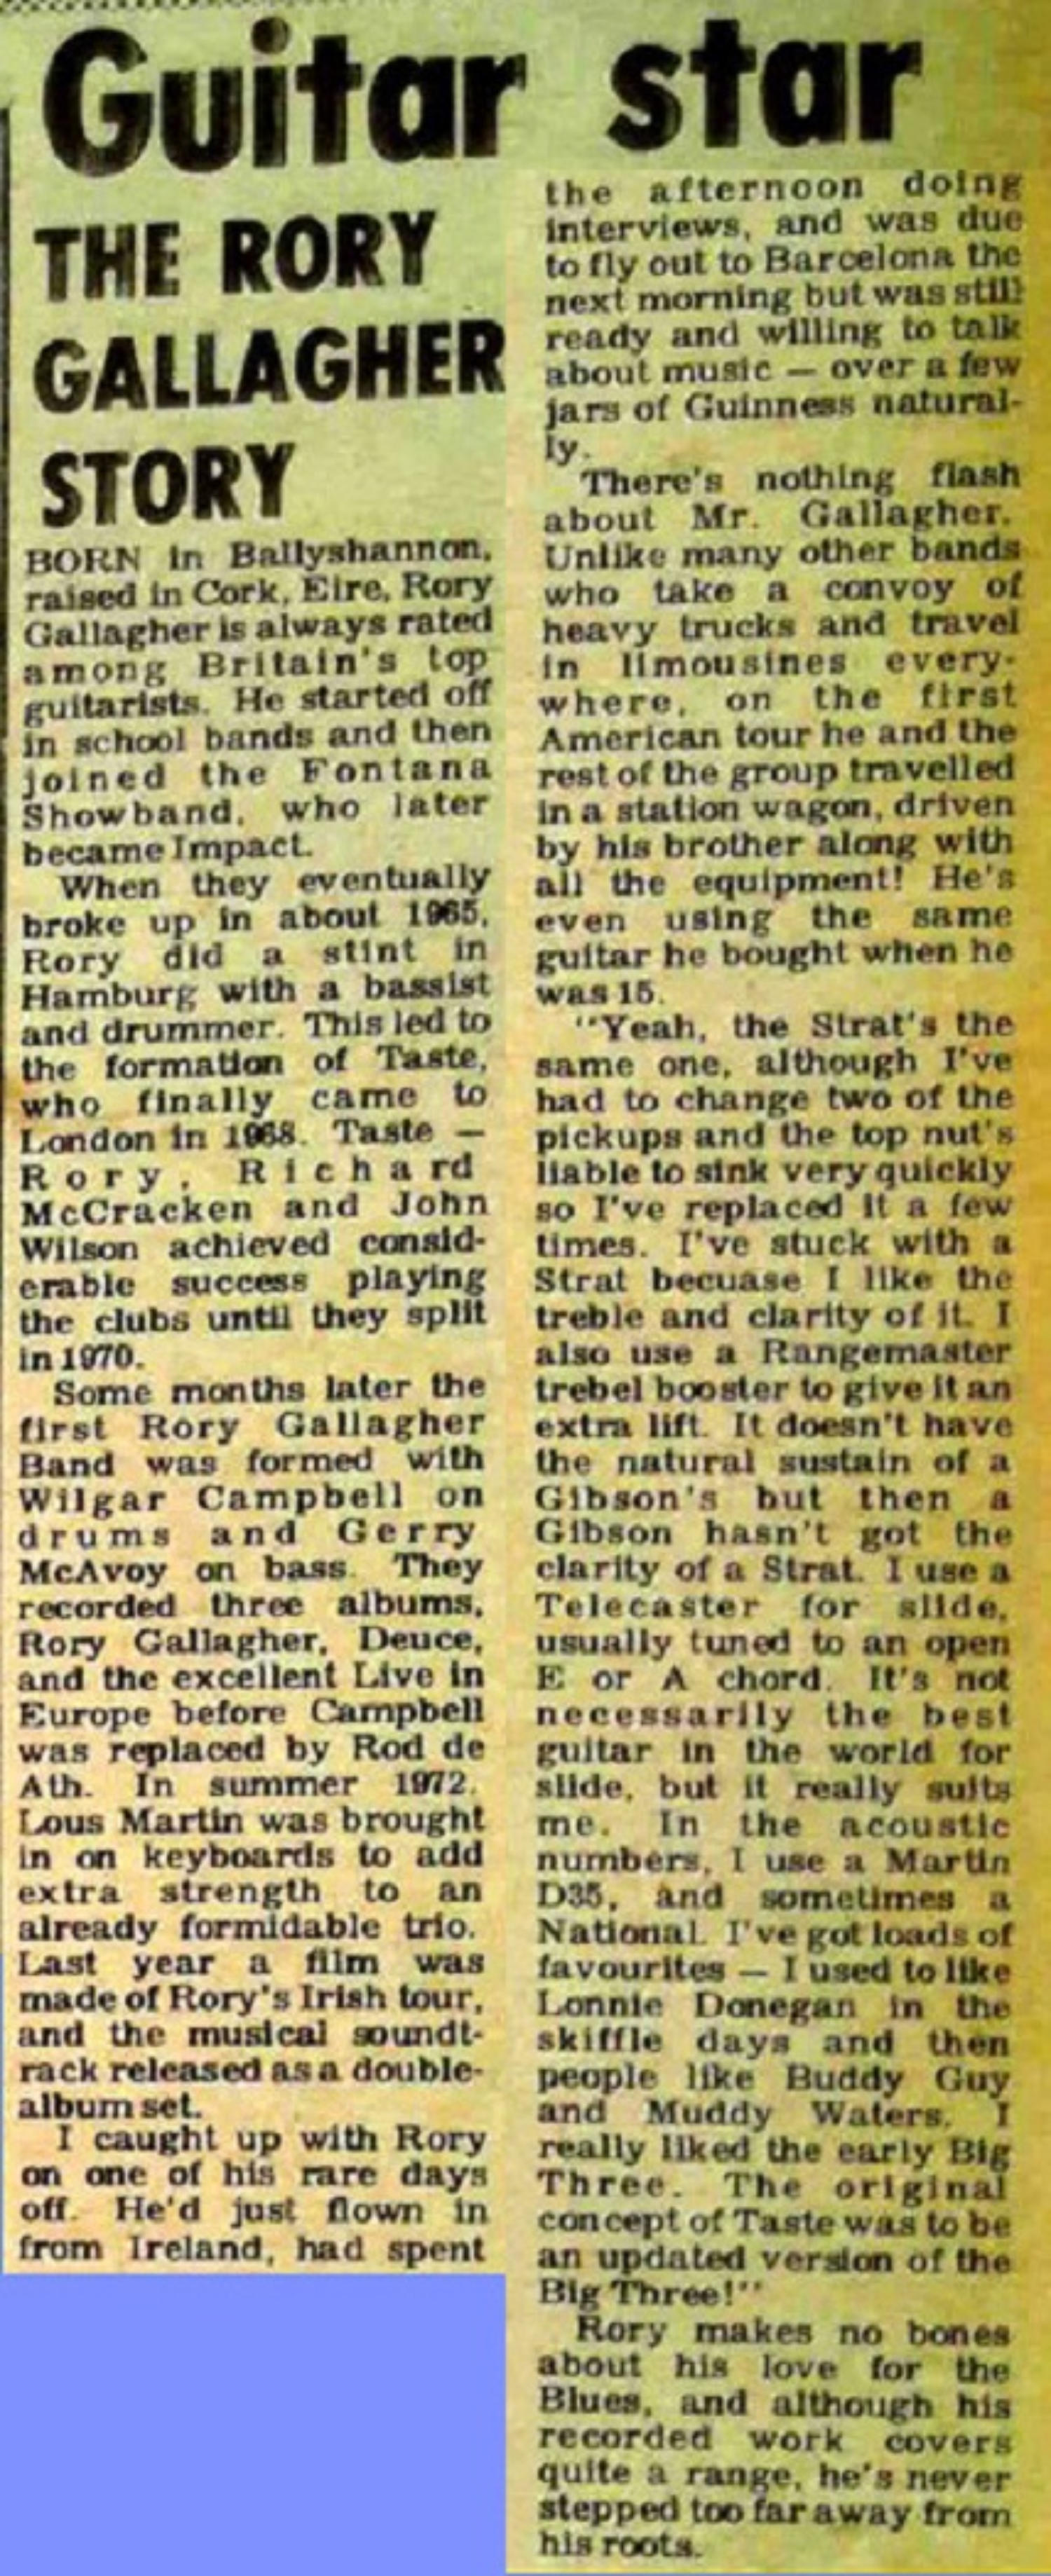 Guitar star
THE RORY
GALLAGHER
STORY
BORN in Ballyshannon,
raised in Cork, Eire, Rory
Gallagher is always rated
among Britain's top
guitarists. He started off
in school bands and then
joined the Fontana
Showband, who later
became Impact.
When they eventually
broke up in about 1965,
Rory did a stint in
Hamburg with a bassist
and drummer. This led to
the formation of Taste,
who finally came to
London in 1968. Taste —
Rory, Richard
McCracken and John
Wilson achieved consid-
erable success playing
the clubs until they split
in 1970.
Some months later the
first Rory Gallagher
Band was formed with
Wilgar Campbell on
drums and Gerry
McAvoy on bass. They
recorded three albums,
Rory Gallagher, Deuce,
and the excellent Live in
Europe before Campbell
was replaced by Rod de
Ath. In summer 1972,
Lous Martin was brought
in on keyboards to add
extra strength to an
already formidable trio.
Last year a film was
made of Rory's Irish tour,
and the musical soundt-
rack released as a double-
album set.
I caught up with Rory
on one of his rare days
off. He'd just flown in
from Ireland, had spent
the afternoon doing
interviews, and was due
to fly out to Barcelona the
next morning but was still
ready and willing to talk
about music — over a few
jars of Guinness natural-
ly.
There's nothing flash
about Mr. Gallagher.
Unlike many other bands
who take a convoy of
heavy trucks and travel
in limousines every-
where, on the first
American tour he and the
rest of the group travelled
in a station wagon, driven
by his brother along with
all the equipment! He's
even using the same
guitar he bought when he
was 15.
"Yeah, the Strat's the
same one, although I've
had to change two of the
pickups and the top nut's
liable to sink very quickly
so I've replaced it a few
times. I've stuck with a
Strat becuase I like the
treble and clarity of it. I
also use a Rangemaster
trebel booster to give it an
extra lift. It doesn't have
the natural sustain of a
Gibson's but then a
Gibson hasn't got the
clarity of a Strat. I use a
Telecaster for slide,
usually tuned to an open
E or A chord. It's not
necessarily the best
guitar in the world for
slide, but it really suits
me. In the acoustic
numbers, I use a Martin
D35, and sometimes a
National. I've got loads of
favourites — I used to like
Lonnie Donegan in the
skiffle days and then
people like Buddy Guy
and Muddy Waters. I
really liked the early Big
Three. The original
concept of Taste was to be
an updated version of the
Big Three!"
Rory makes no bones
about his love for the
Blues, and although his
recorded work covers
quite a range, he's never
stepped too far away from
his roots.